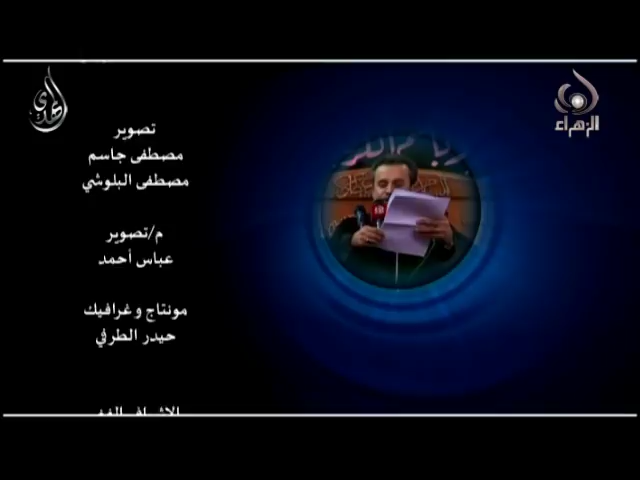 الزهراء
تصوير
مصطفى جاسم
مصطفى البلوشي
م/تصوير
عباس أحمد
مونتاج وغرافيك
حيدر الطرفي